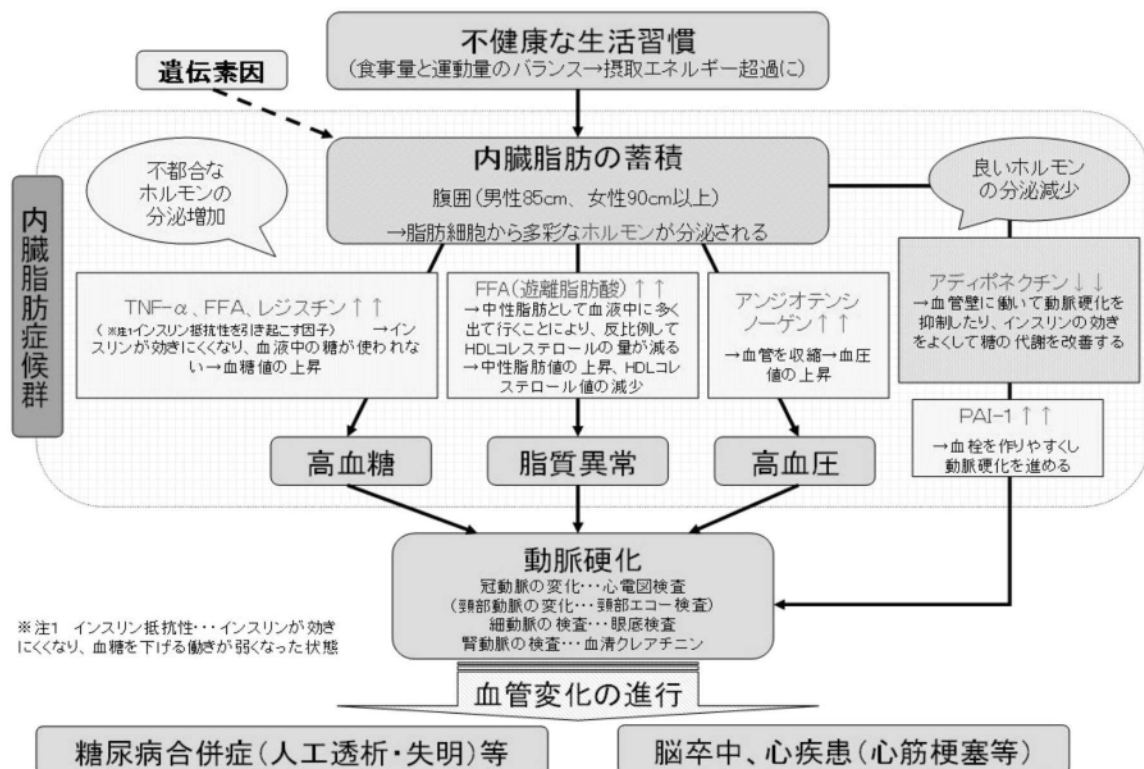 不健康な生活習慣
(食事量と運動量のバランス→摂取エネルギー超過に)
遺伝素因
内臓脂肪の蓄積
腹囲(男性85cm、女性90cm以上)
→脂肪細胞から多彩なホルモンが分泌される
不都合な
ホルモンの
分泌増加
良いホルモン
の分泌減少
内臓脂肪症候群
TNF-α、FFA、レジスチン↑↑
(※注1インスリン抵抗性を引き起こす因子) →イン
スリンが効きにくくなり、血液中の糖が使われな
い→血糖値の上昇
FFA(遊離脂肪酸)↑↑
→中性脂肪として血液中に多く
出て行くことにより、反比例して
HDLコレステロールの量が減る
→中性脂肪値の上昇、HDLコレ
ステロール値の減少
アンジオテンシ
ノーゲン↑↑
→血管を収縮→血圧
値の上昇
アディポネクチン↓↓
→血管壁に働いて動脈硬化を
抑制したり、インスリンの効き
をよくして糖の代謝を改善する
PAI-1↑↑
→血栓を作りやすくし
動脈硬化を進める
高血糖
脂質異常
高血圧
動脈硬化
冠動脈の変化・・・心電図検査
(頸部動脈の変化・・・頸部エコー検査)
細動脈の検査・・・眼底検査
腎動脈の検査・・・血清クレアチニン
※注1 インスリン抵抗性・・・インスリンが効き
にくくなり、血糖を下げる働きが弱くなった状態
血管変化の進行
糖尿病合併症(人工透析・失明)等
脳卒中、心疾患(心筋梗塞等)